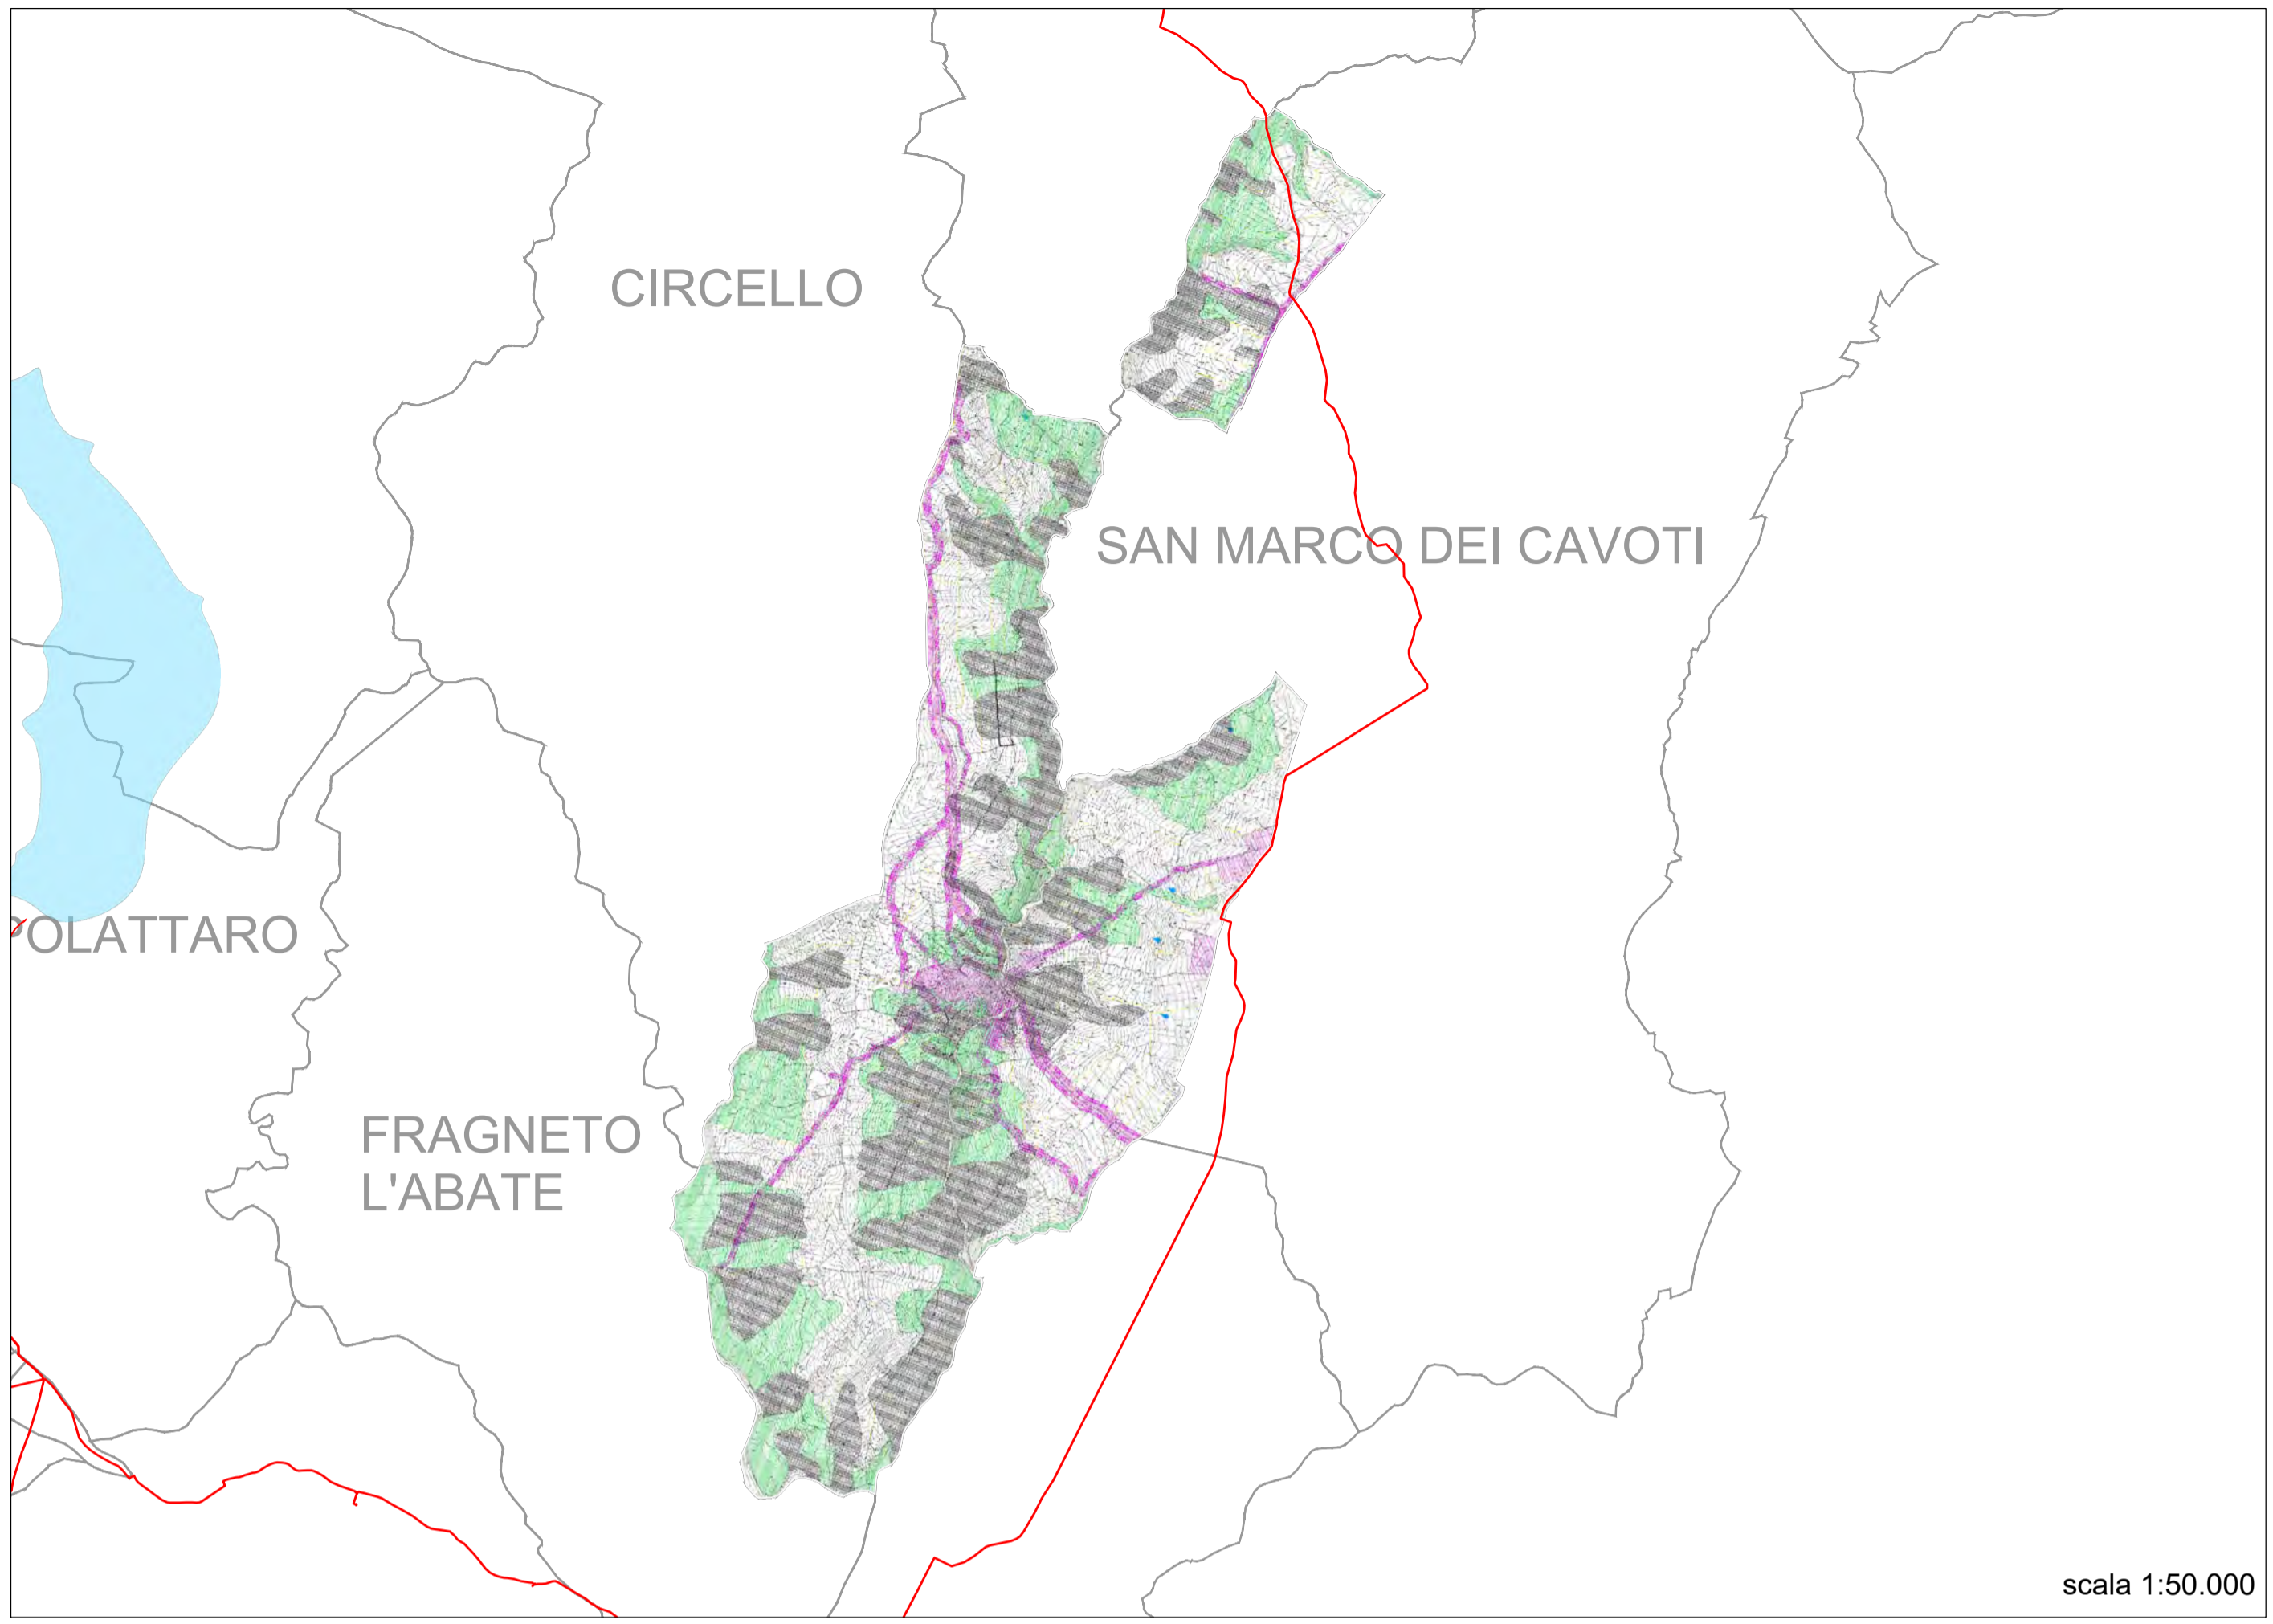 CIRCELLO
SAN MARCO DEI CAVOTI
POLATTARO
FRAGNETO
L'ABATE
scala 1:50.000